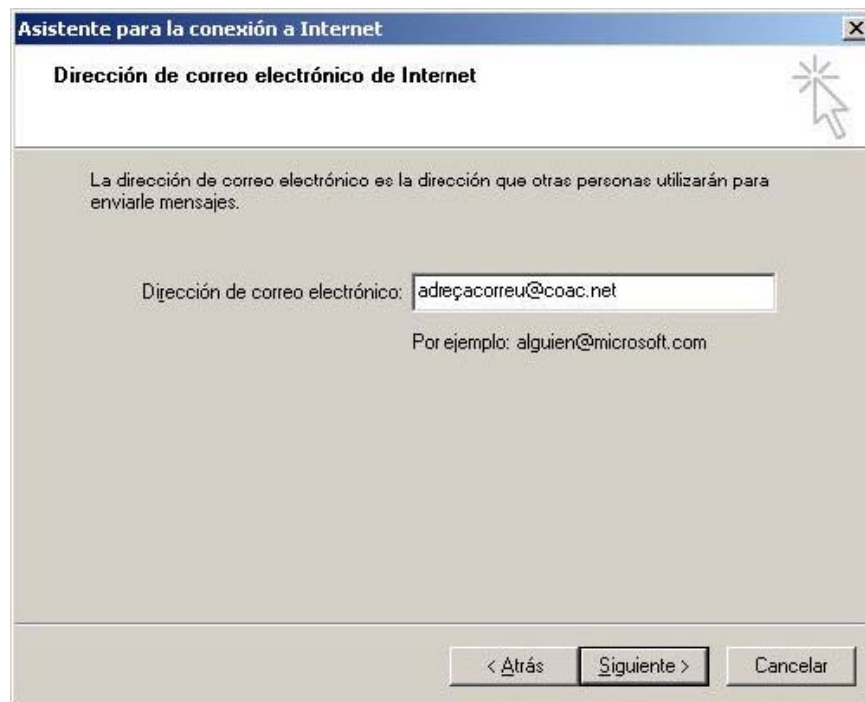 Asistente para la conexión a Internet
Dirección de correo electrónico de Internet
La dirección de correo electrónico es la dirección que otras personas utilizarán para
enviarle mensajes.
Dirección de correo electrónico: adreçacorreu@coac.net
Por ejemplo: alguien@microsoft.com
< Atrás Siguiente > Cancelar